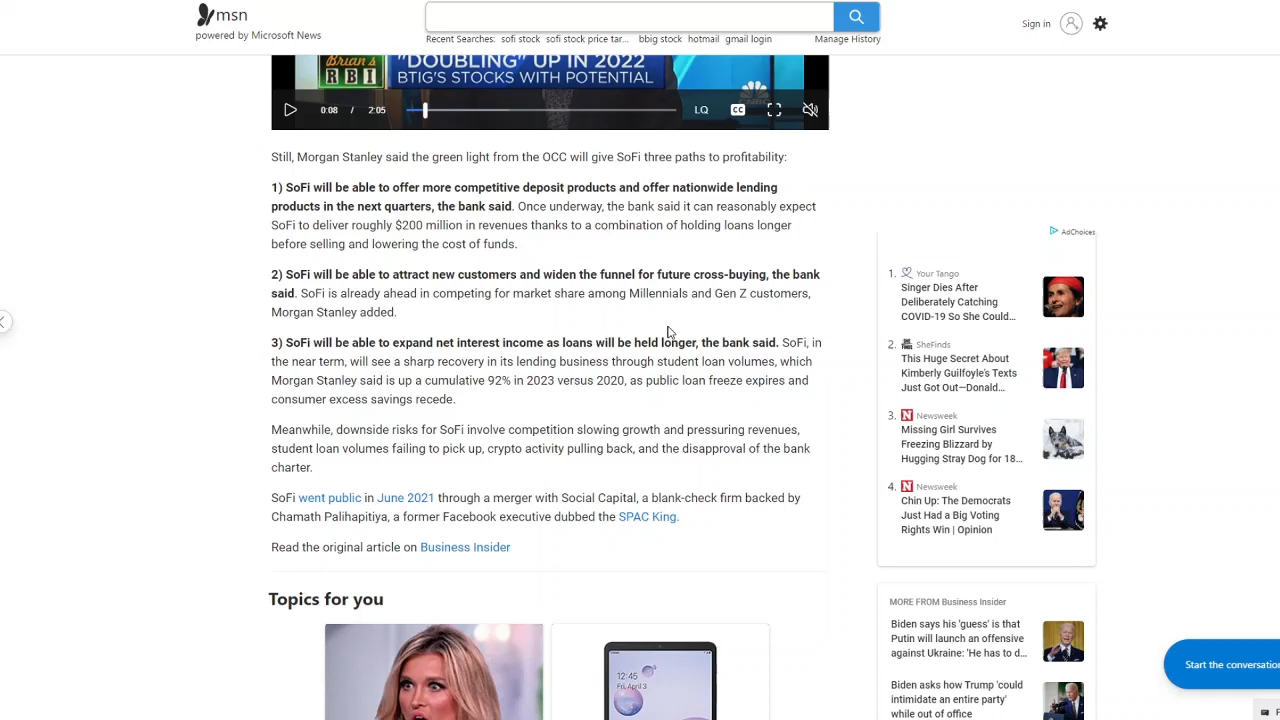 msn
powered by Microsoft News
Recent Searches: sofi stock sofi stock price tar... bbig stock hotmail gmail login Manage History
Sign in
Brian's RBI
"DOUBLING" UP IN 2022
BTIG'S STOCKS WITH POTENTIAL
0:08 / 2:05 LQ CC
Still, Morgan Stanley said the green light from the OCC will give SoFi three paths to profitability:
1) SoFi will be able to offer more competitive deposit products and offer nationwide lending
products in the next quarters, the bank said. Once underway, the bank said it can reasonably expect
SoFi to deliver roughly $200 million in revenues thanks to a combination of holding loans longer
before selling and lowering the cost of funds.
2) SoFi will be able to attract new customers and widen the funnel for future cross-buying, the bank
said. SoFi is already ahead in competing for market share among Millennials and Gen Z customers,
Morgan Stanley added.
3) SoFi will be able to expand net interest income as loans will be held longer, the bank said. SoFi, in
the near term, will see a sharp recovery in its lending business through student loan volumes, which
Morgan Stanley said is up a cumulative 92% in 2023 versus 2020, as public loan freeze expires and
consumer excess savings recede.
Meanwhile, downside risks for SoFi involve competition slowing growth and pressuring revenues,
student loan volumes failing to pick up, crypto activity pulling back, and the disapproval of the bank
charter.
SoFi went public in June 2021 through a merger with Social Capital, a blank-check firm backed by
Chamath Palihapitiya, a former Facebook executive dubbed the SPAC King.
Read the original article on Business Insider
Topics for you
12:45
Fri, April 3
AdChoices
1. Your Tango
Singer Dies After
Deliberately Catching
COVID-19 So She Could...
2. SheFinds
This Huge Secret About
Kimberly Guilfoyle's Texts
Just Got Out—Donald...
3. N Newsweek
Missing Girl Survives
Freezing Blizzard by
Hugging Stray Dog for 18...
4. N Newsweek
Chin Up: The Democrats
Just Had a Big Voting
Rights Win | Opinion
MORE FROM Business Insider
Biden says his 'guess' is that
Putin will launch an offensive
against Ukraine: 'He has to d...
Biden asks how Trump 'could
intimidate an entire party'
while out of office
Start the conversation
F